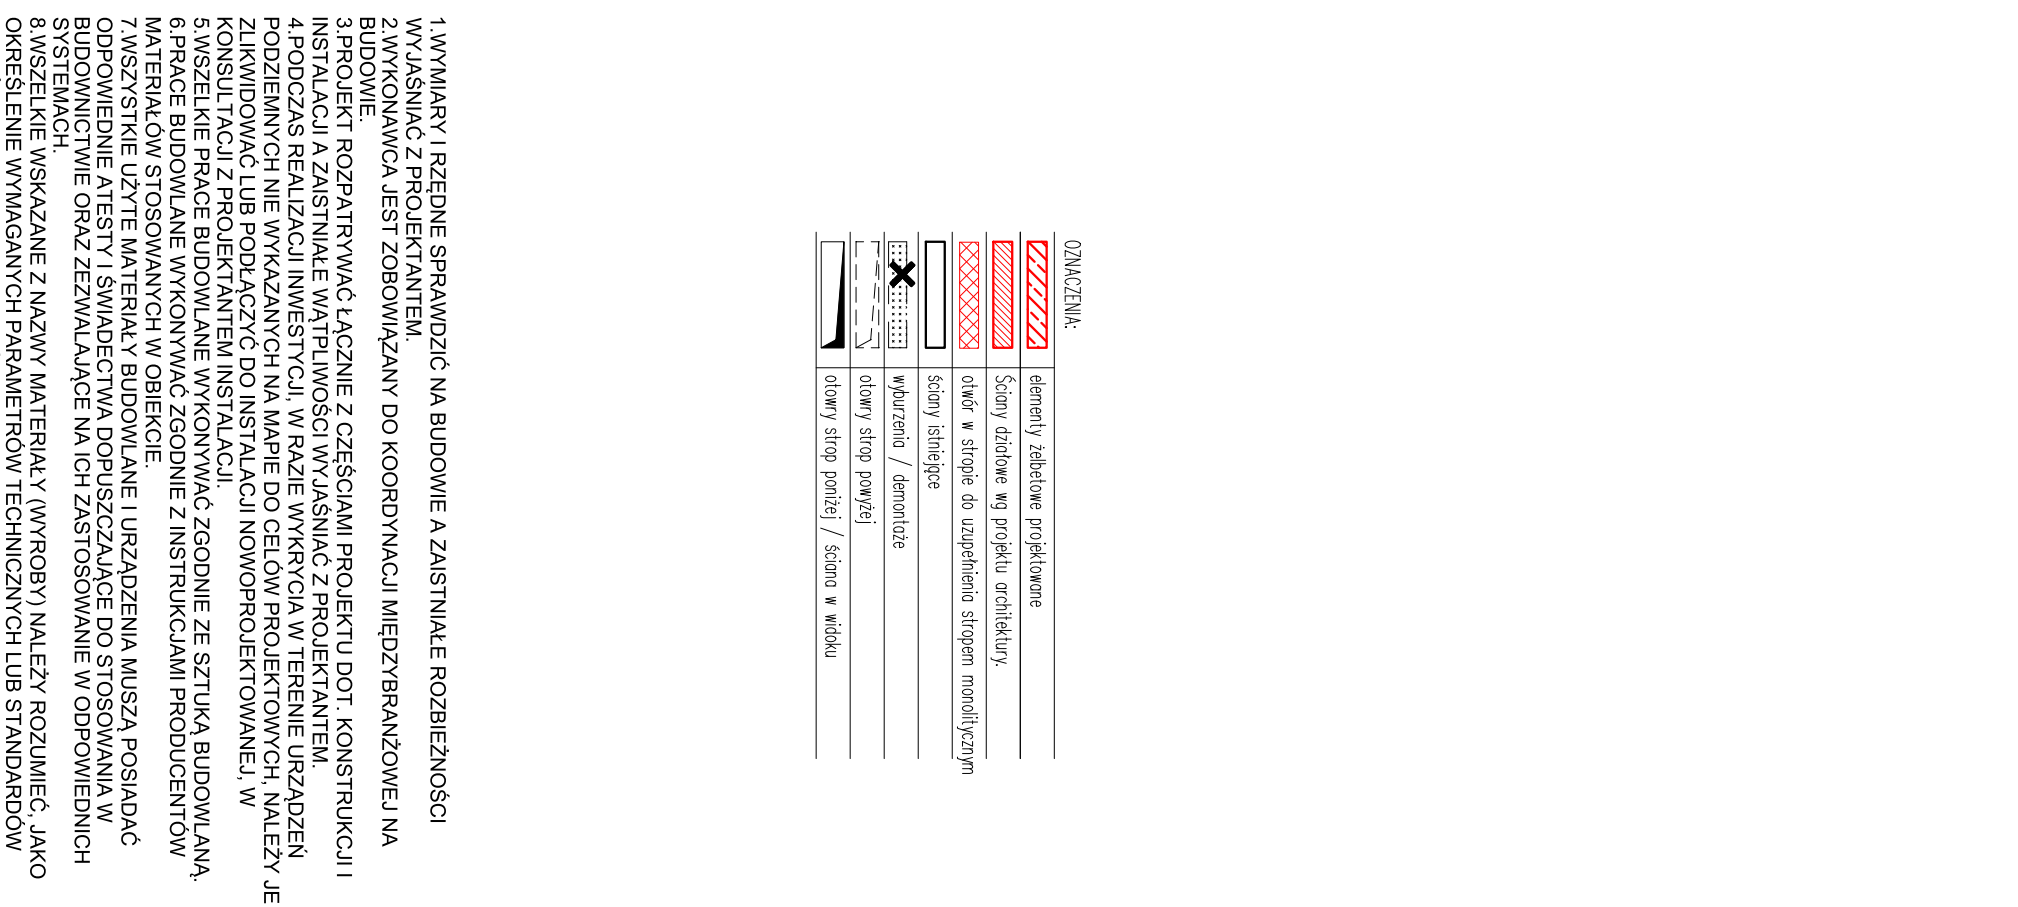 OZNACZENIA:
elementy żelbetowe projektowane
Ściany działowe wg projektu architektury.
otwór w stropie do uzupełnienia stropem monolitycznym
ściany istniejące
wyburzenia / demontaże
otowry strop powyżej
otowry strop poniżej / ściana w widoku
1.WYMIARY I RZĘDNE SPRAWDZIĆ NA BUDOWIE A ZAISTNIAŁE ROZBIEŻNOŚCI
WYJAŚNIAĆ Z PROJEKTANTEM.
2.WYKONAWCA JEST ZOBOWIĄZANY DO KOORDYNACJI MIĘDZYBRANŻOWEJ NA
BUDOWIE.
3.PROJEKT ROZPATRYWAĆ ŁĄCZNIE Z CZĘŚCIAMI PROJEKTU DOT. KONSTRUKCJI I
INSTALACJI A ZAISTNIAŁE WĄTPLIWOŚCI WYJAŚNIAĆ Z PROJEKTANTEM.
4.PODCZAS REALIZACJI INWESTYCJI, W RAZIE WYKRYCIA W TERENIE URZĄDZEŃ
PODZIEMNYCH NIE WYKAZANYCH NA MAPIE DO CELÓW PROJEKTOWYCH, NALEŻY JE
ZLIKWIDOWAĆ LUB PODŁĄCZYĆ DO INSTALACJI NOWOPROJEKTOWANEJ, W
KONSULTACJI Z PROJEKTANTEM INSTALACJI.
5.WSZELKIE PRACE BUDOWLANE WYKONYWAĆ ZGODNIE ZE SZTUKĄ BUDOWLANĄ.
6.PRACE BUDOWLANE WYKONYWAĆ ZGODNIE Z INSTRUKCJAMI PRODUCENTÓW
MATERIAŁÓW STOSOWANYCH W OBIEKCIE.
7.WSZYSTKIE UŻYTE MATERIAŁY BUDOWLANE I URZĄDZENIA MUSZĄ POSIADAĆ
ODPOWIEDNIE ATESTY I ŚWIADECTWA DOPUSZCZAJĄCE DO STOSOWANIA W
BUDOWNICTWIE ORAZ ZEZWALAJĄCE NA ICH ZASTOSOWANIE W ODPOWIEDNICH
SYSTEMACH.
8.WSZELKIE WSKAZANE Z NAZWY MATERIAŁY (WYROBY) NALEŻY ROZUMIEĆ, JAKO
OKREŚLENIE WYMAGANYCH PARAMETRÓW TECHNICZNYCH LUB STANDARDÓW